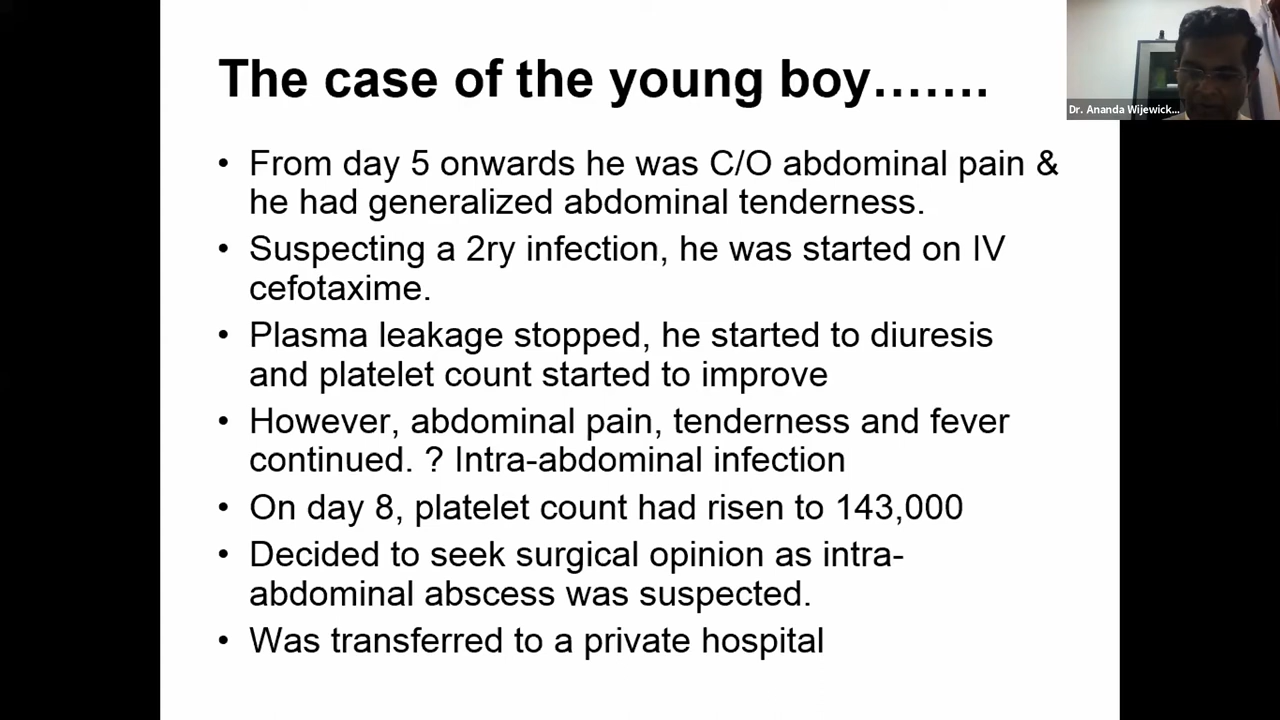 The case of the young boy…….
Dr. Ananda Wijewick...
• From day 5 onwards he was C/O abdominal pain &
he had generalized abdominal tenderness.
• Suspecting a 2ry infection, he was started on IV
cefotaxime.
• Plasma leakage stopped, he started to diuresis
and platelet count started to improve
• However, abdominal pain, tenderness and fever
continued. ? Intra-abdominal infection
• On day 8, platelet count had risen to 143,000
• Decided to seek surgical opinion as intra-
abdominal abscess was suspected.
• Was transferred to a private hospital